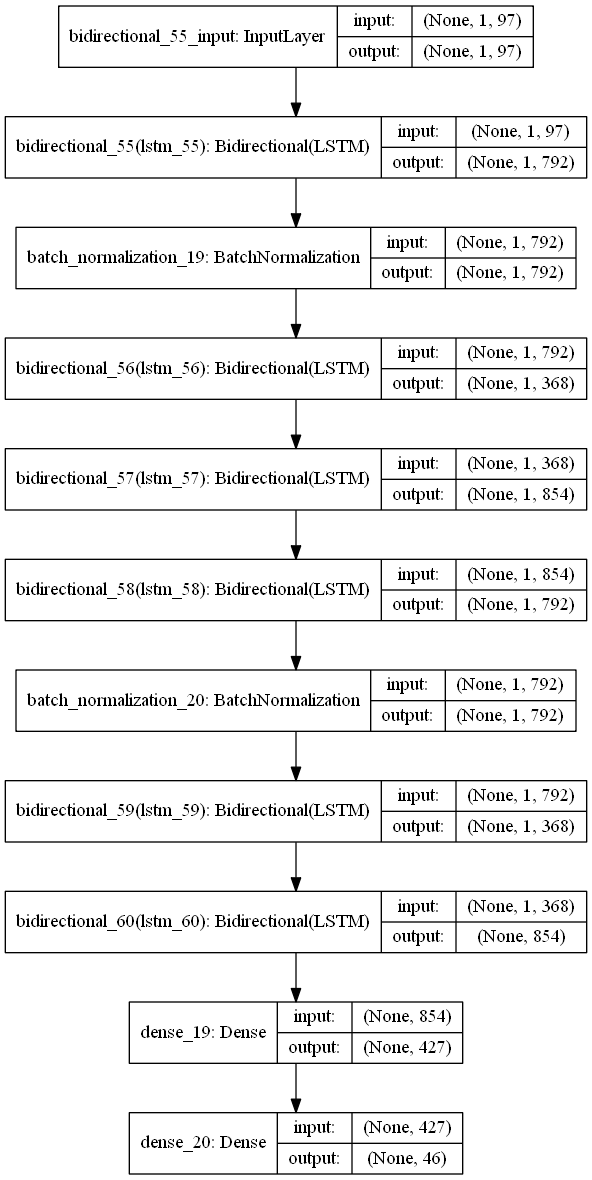 bidirectional_55_input: InputLayer
input: (None, 1, 97)
output: (None, 1, 97)
bidirectional_55(lstm_55): Bidirectional(LSTM)
input: (None, 1, 97)
output: (None, 1, 792)
batch_normalization_19: BatchNormalization
input: (None, 1, 792)
output: (None, 1, 792)
bidirectional_56(lstm_56): Bidirectional(LSTM)
input: (None, 1, 792)
output: (None, 1, 368)
bidirectional_57(lstm_57): Bidirectional(LSTM)
input: (None, 1, 368)
output: (None, 1, 854)
bidirectional_58(lstm_58): Bidirectional(LSTM)
input: (None, 1, 854)
output: (None, 1, 792)
batch_normalization_20: BatchNormalization
input: (None, 1, 792)
output: (None, 1, 792)
bidirectional_59(lstm_59): Bidirectional(LSTM)
input: (None, 1, 792)
output: (None, 1, 368)
bidirectional_60(lstm_60): Bidirectional(LSTM)
input: (None, 1, 368)
output: (None, 854)
dense_19: Dense
input: (None, 854)
output: (None, 427)
dense_20: Dense
input: (None, 427)
output: (None, 46)